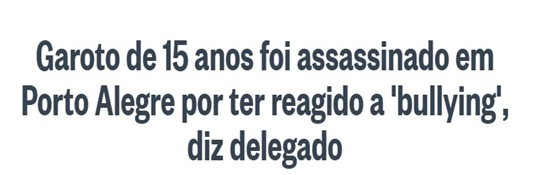 Garoto de 15 anos foi assassinado em
Porto Alegre por ter reagido a 'bullying',
diz delegado